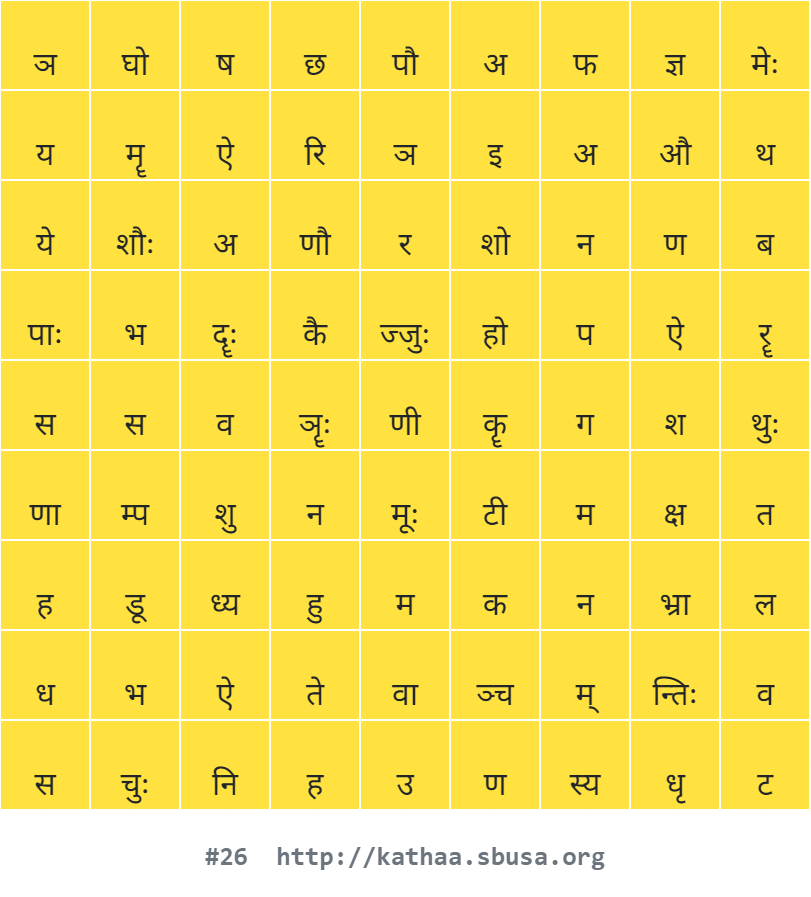 ञ घो ष छ पौ अ फ ज्ञ मेः
य मॄ ऐ रि ञ इ अ औ थ
ये शौः अ णौ र शो न ण ब
पाः भ दॄः कै ज्जुः हो प ऐ रॄ
स स व ञॄः णी कॄ ग श थुः
णा म्प शु न मूः टी म क्ष त
ह डू ध्य हु म क न भ्रा ल
ध भ ऐ ते वा ञ्च म् न्तिः व
स चुः नि ह उ ण स्य धृ ट
#26 http://kathaa.sbusa.org